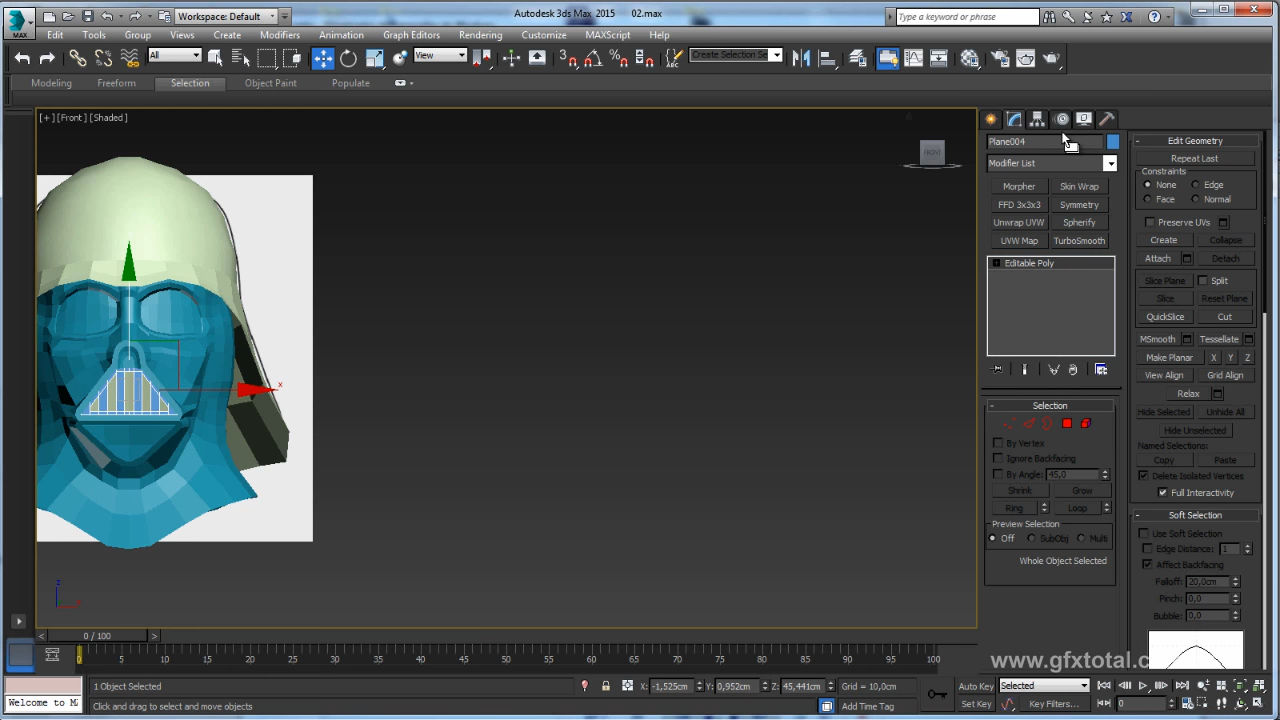 MAX
Workspace: Default
Autodesk 3ds Max 2015 02.max
Type a keyword or phrase
Edit Tools Group Views Create Modifiers Animation Graph Editors Rendering Customize MAXScript Help
All View Create Selection Se
Modeling Freeform Selection Object Paint Populate
[+] [Front] [Shaded]
FRONT
x
z
Plane004
Modifier List
Morpher Skin Wrap
FFD 3x3x3 Symmetry
Unwrap UVW Spherify
UVW Map TurboSmooth
Editable Poly
- Selection
By Vertex
Ignore Backfacing
By Angle: 45,0
Shrink Grow
Ring Loop
Preview Selection
Off SubObj Multi
Whole Object Selected
- Edit Geometry
Repeat Last
Constraints
None Edge
Face Normal
Preserve UVs
Create Collapse
Attach Detach
Slice Plane Split
Slice Reset Plane
QuickSlice Cut
MSmooth Tessellate
Make Planar X Y Z
View Align Grid Align
Relax
Hide Selected Unhide All
Hide Unselected
Named Selections:
Copy Paste
Delete Isolated Vertices
Full Interactivity
- Soft Selection
Use Soft Selection
Edge Distance: 1
Affect Backfacing
Falloff: 20,0cm
Pinch: 0,0
Bubble: 0,0
< 0 / 100 >
0 5 10 15 20 25 30 35 40 45 50 55 60 65 70 75 80 85 90 95 100
www.gfxtotal.c
1 Object Selected X: -1,525cm Y: 0,952cm Z: 45,441cm Grid = 10,0cm Auto Key Selected
Welcome to M Click and drag to select and move objects Add Time Tag Set Key Key Filters... 0